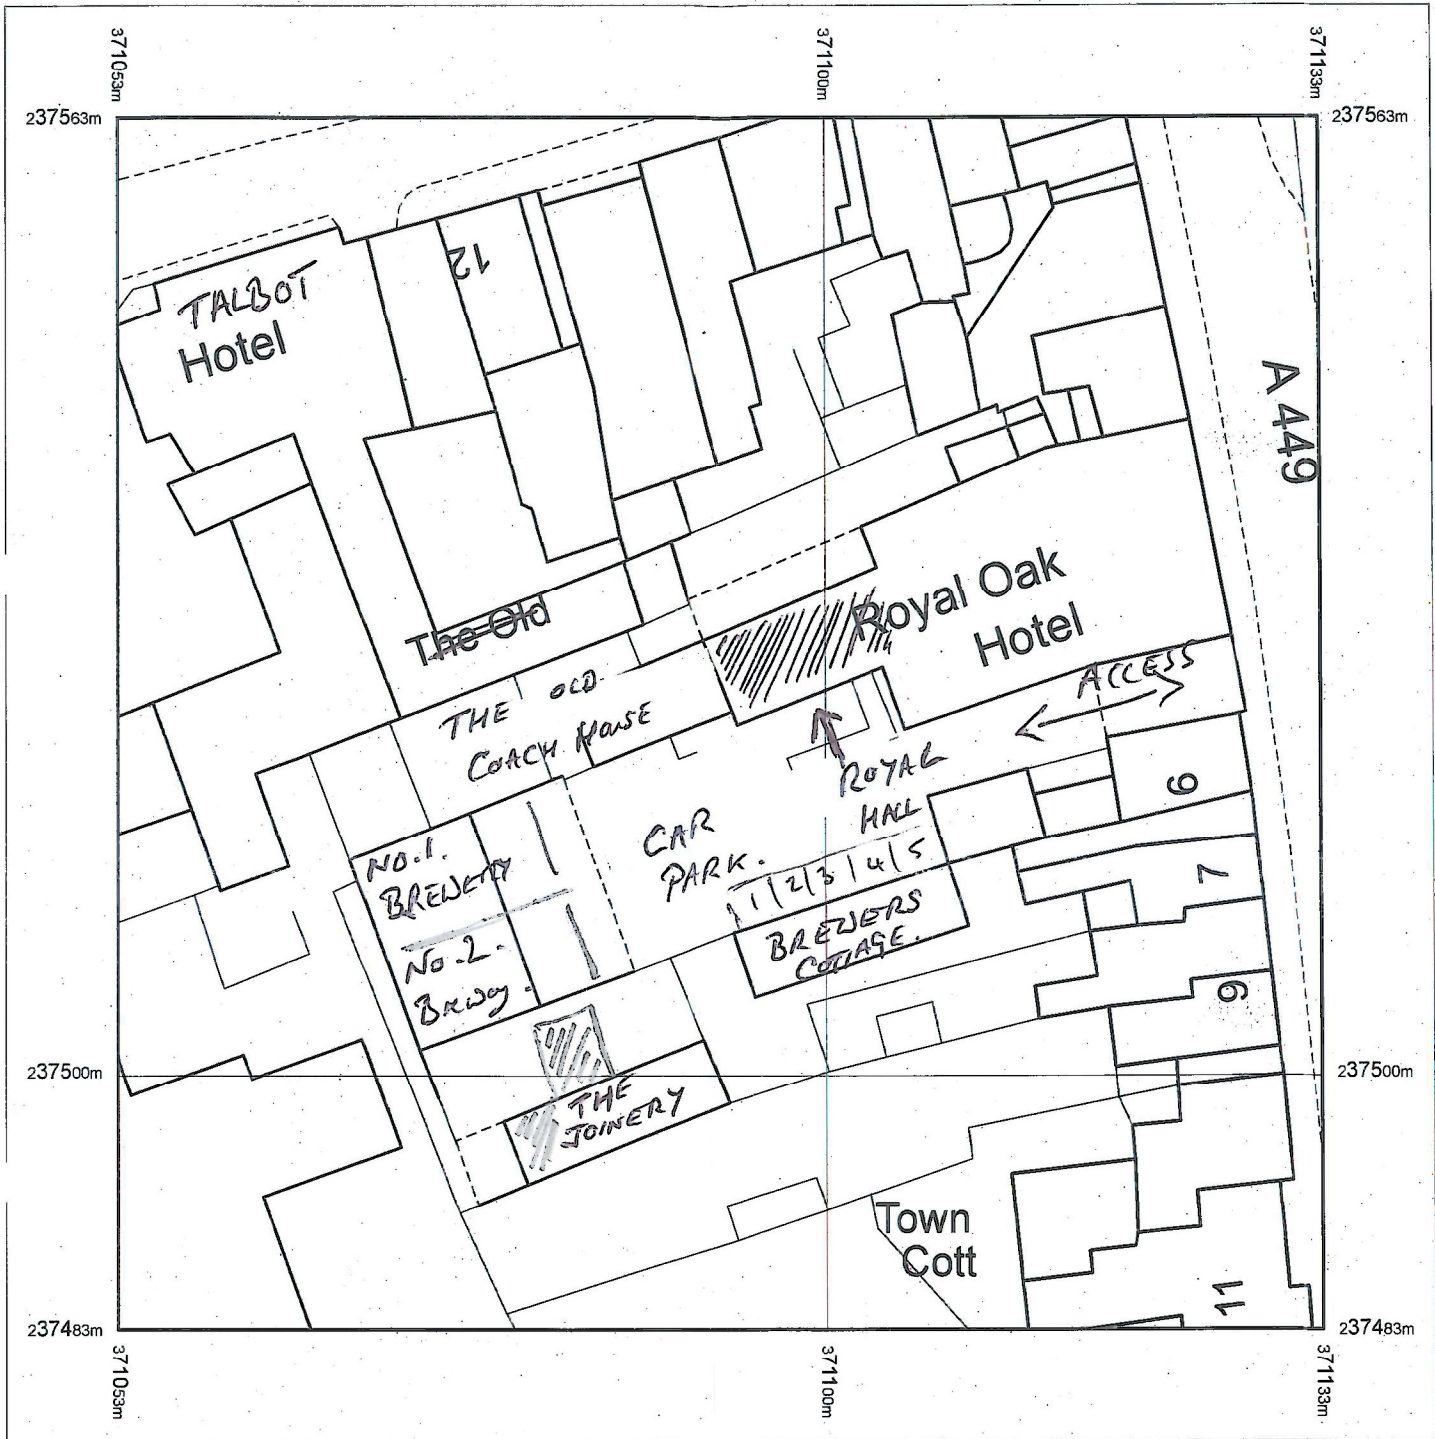 371053m
371100m
371133m
237563m
237563m
12
TALBOT
Hotel
A 449
Royal Oak
Hotel
The Old
THE OLD
COACH HOUSE
ACCESS
ROYAL
HALL
6
CAR
PARK.
1 | 2 | 3 | 4 | 5
NO.1.
BREWERY
7
BREWERS
COTTAGE.
No.2.
Brewery.
9
237500m
237500m
THE
JOINERY
Town
Cott
11
237483m
237483m
371053m
371100m
371133m